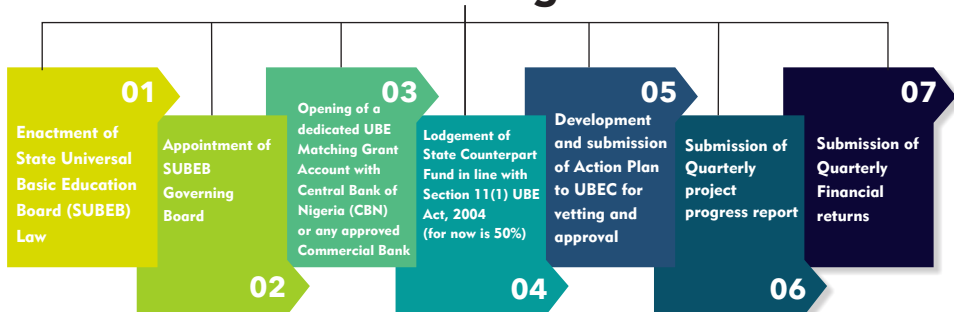 01
Enactment of
State Universal
Basic Education
Board (SUBEB)
Law
Appointment of
SUBEB
Governing
Board
02
03
Opening of a
dedicated UBE
Matching Grant
Account with
Central Bank of
Nigeria (CBN)
or any approved
Commercial Bank
Lodgement of
State Counterpart
Fund in line with
Section 11(1) UBE
Act, 2004
(for now is 50%)
04
05
Development
and submission
of Action Plan
to UBEC for
vetting and
approval
Submission of
Quarterly
project
progress report
06
07
Submission of
Quarterly
Financial
returns